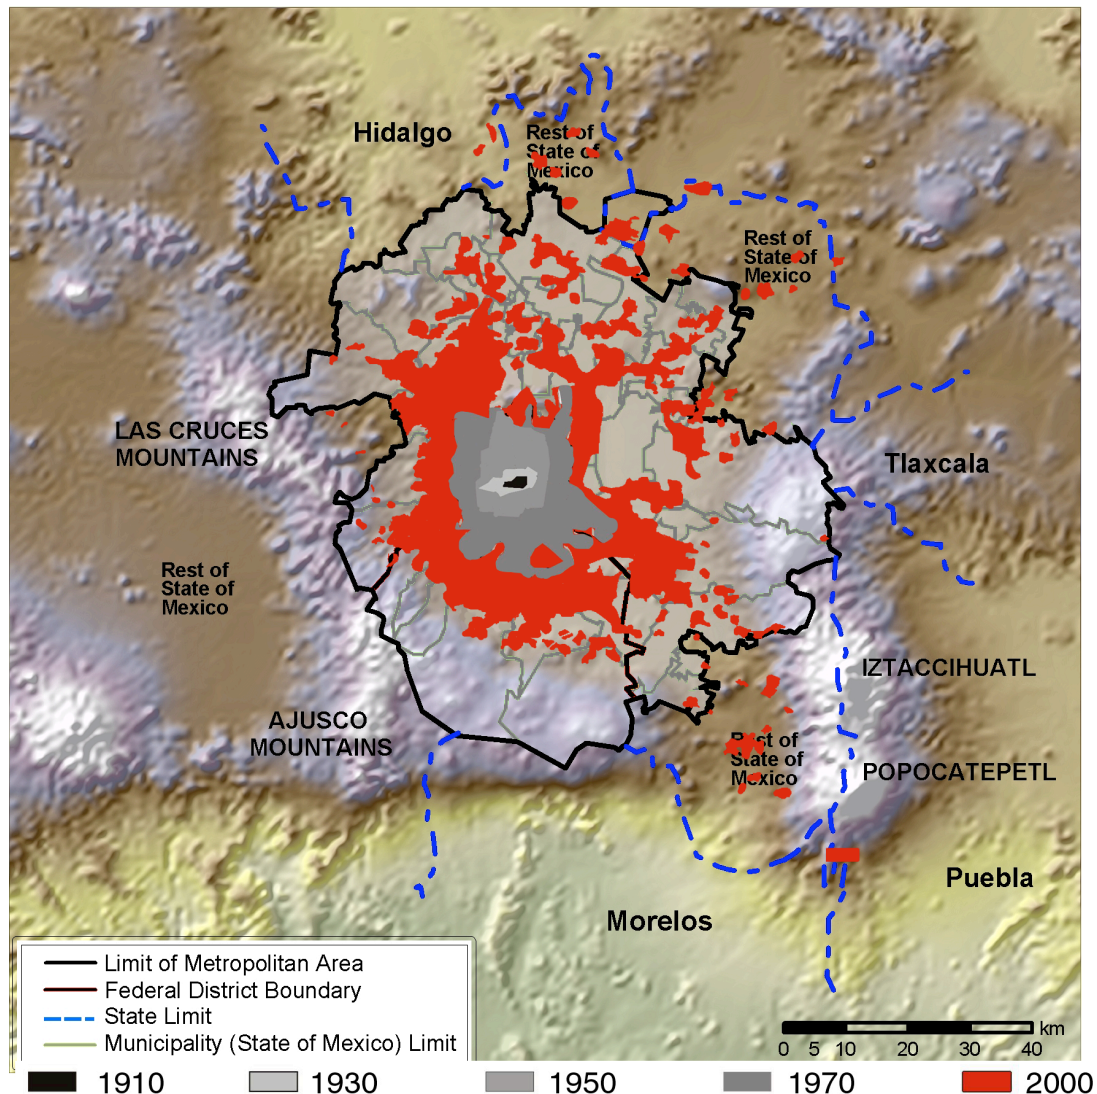 Hidalgo
Rest of
State of
Mexico
Rest of
State of
Mexico
LAS CRUCES
MOUNTAINS
Tlaxcala
Rest of
State of
Mexico
IZTACCIHUATL
AJUSCO
MOUNTAINS
Rest of
State of
Mexico
POPOCATEPETL
Puebla
Morelos
Limit of Metropolitan Area
Federal District Boundary
State Limit
Municipality (State of Mexico) Limit
km
0 5 10 20 30 40
1910 1930 1950 1970 2000